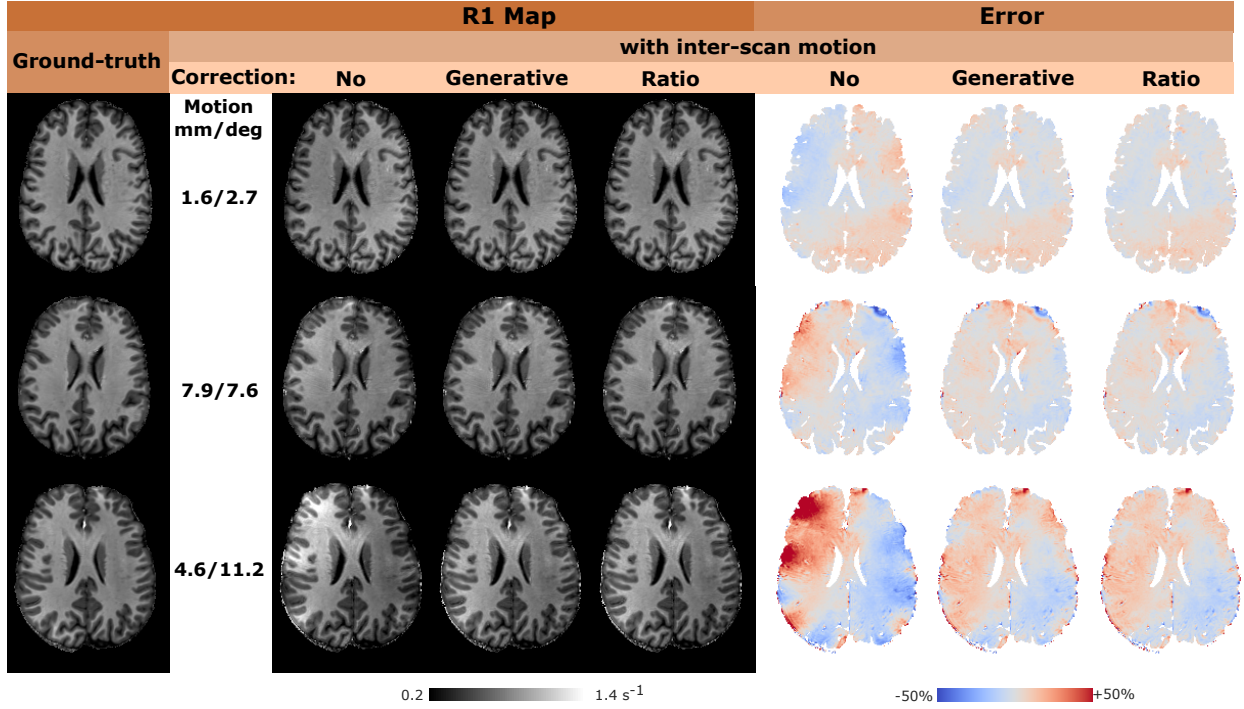 R1 Map Error
Ground-truth
with inter-scan motion
Correction: No Generative Ratio No Generative Ratio
Motion
mm/deg
1.6/2.7
7.9/7.6
4.6/11.2
0.2 1.4 s⁻¹ -50% +50%